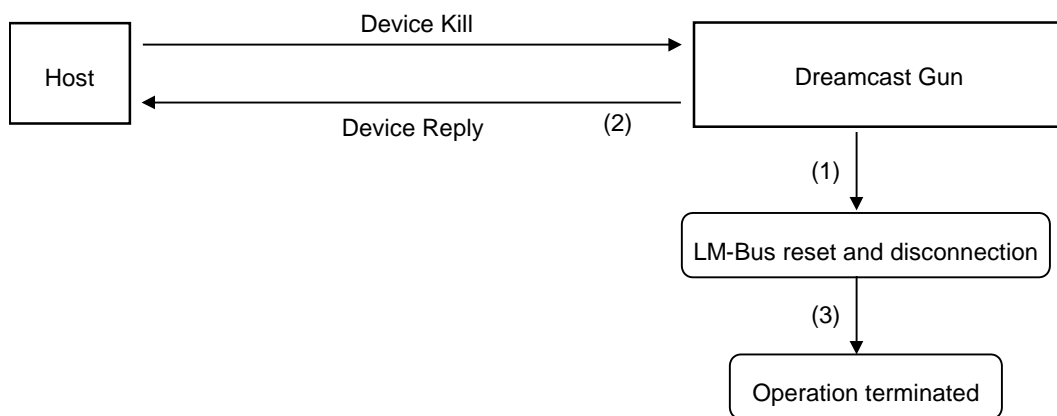 Device Kill
Host
Dreamcast Gun
Device Reply
(2)
(1)
LM-Bus reset and disconnection
(3)
Operation terminated